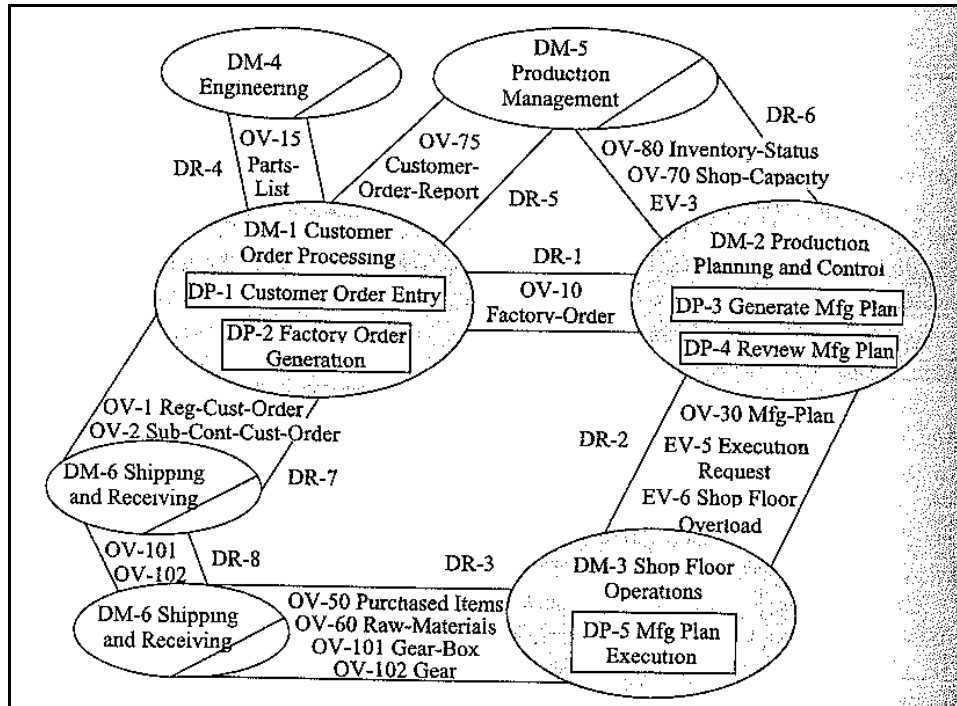 DM-4
Engineering
DM-5
Production
Management
DR-6
OV-15
Parts-
List
DR-4
OV-75
Customer-
Order-Report
OV-80 Inventory-Status
OV-70 Shop-Capacity
EV-3
DR-5
DM-1 Customer
Order Processing
DP-1 Customer Order Entry
DP-2 Factory Order
Generation
DR-1
OV-10
Factory-Order
DM-2 Production
Planning and Control
DP-3 Generate Mfg Plan
DP-4 Review Mfg Plan
OV-1 Reg-Cust-Order
OV-2 Sub-Cont-Cust-Order
DR-7
DR-2
OV-30 Mfg-Plan
EV-5 Execution
Request
EV-6 Shop Floor
Overload
DM-6 Shipping
and Receiving
OV-101
OV-102
DR-8
DR-3
DM-3 Shop Floor
Operations
DP-5 Mfg Plan
Execution
DM-6 Shipping
and Receiving
OV-50 Purchased Items
OV-60 Raw-Materials
OV-101 Gear-Box
OV-102 Gear